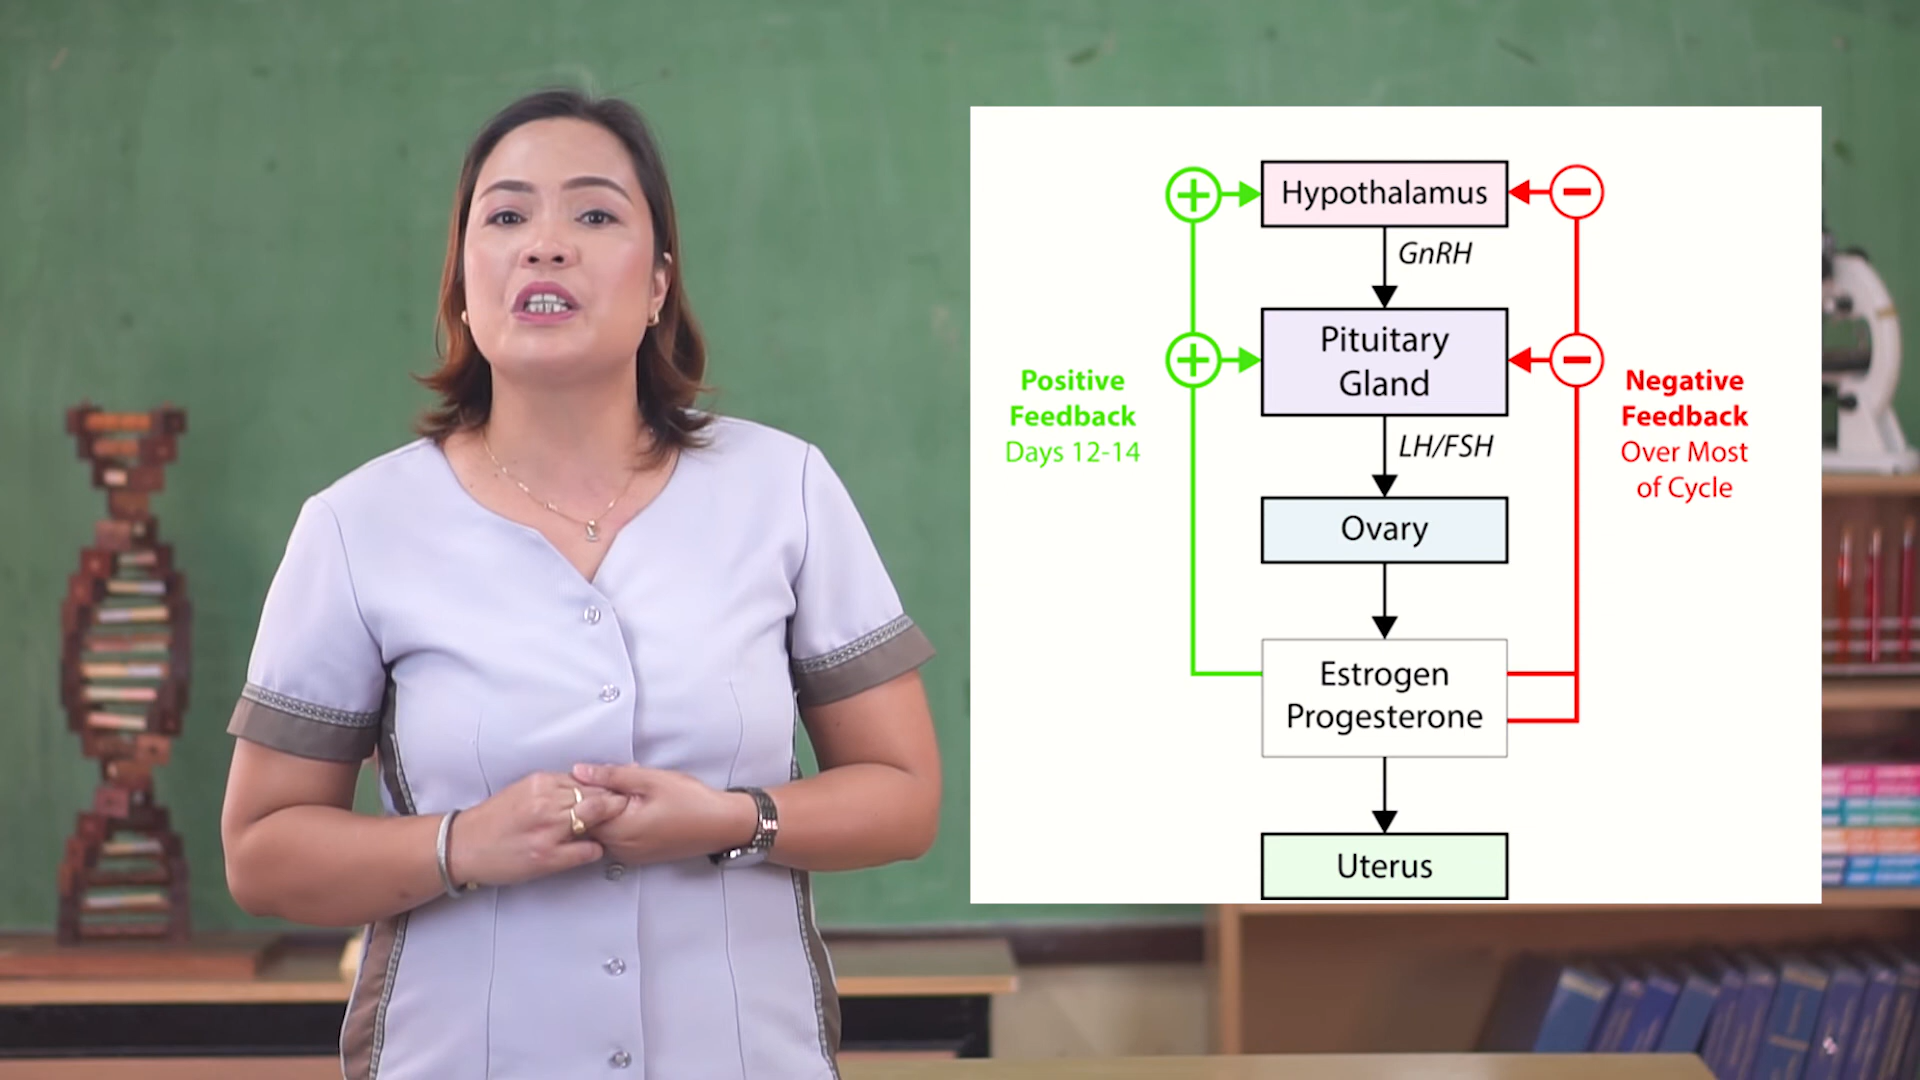 Hypothalamus
GnRH
Pituitary
Gland
Positive
Feedback
Days 12-14
Negative
Feedback
Over Most
of Cycle
LH/FSH
Ovary
Estrogen
Progesterone
Uterus